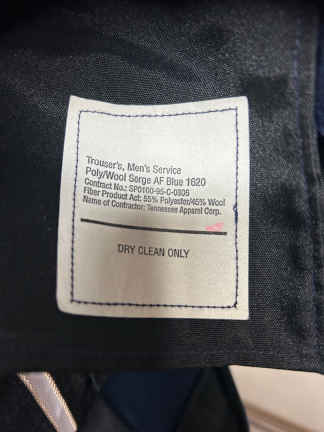 Trouser's, Men's Service
Poly/Wool Serge AF Blue 1620
Contract No.: SP0100-95-C-0305
Fiber Product Act: 55% Polyester/45% Wool
Name of Contractor: Tennessee Apparel Corp.
DRY CLEAN ONLY